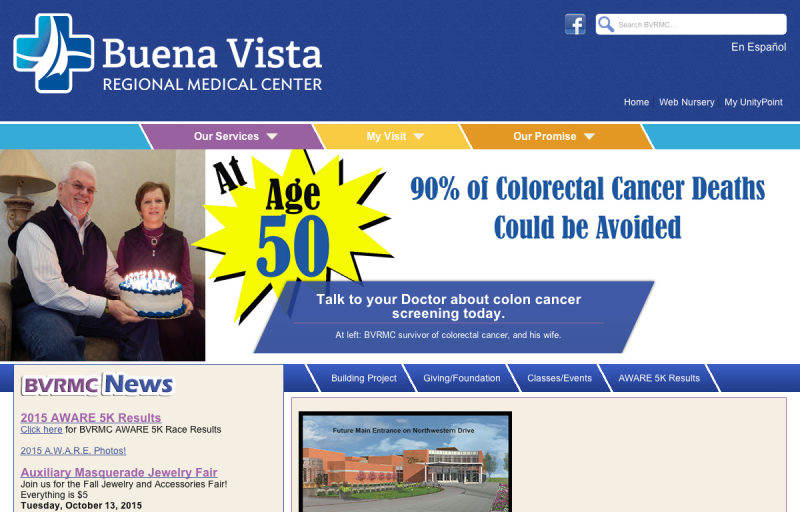 Buena Vista
REGIONAL MEDICAL CENTER
Search BVRMC...
En Español
Home
Web Nursery
My UnityPoint
Our Services
My Visit
Our Promise
At
Age
50
90% of Colorectal Cancer Deaths
Could be Avoided
Talk to your Doctor about colon cancer
screening today.
At left: BVRMC survivor of colorectal cancer, and his wife.
Building Project
Giving/Foundation
Classes/Events
AWARE 5K Results
BVRMC News
2015 AWARE 5K Results
Click here for BVRMC AWARE 5K Race Results
2015 A.W.A.R.E. Photos!
Auxiliary Masquerade Jewelry Fair
Join us for the Fall Jewelry and Accessories Fair!
Everything is $5
Tuesday, October 13, 2015
Future Main Entrance on Northwestern Drive